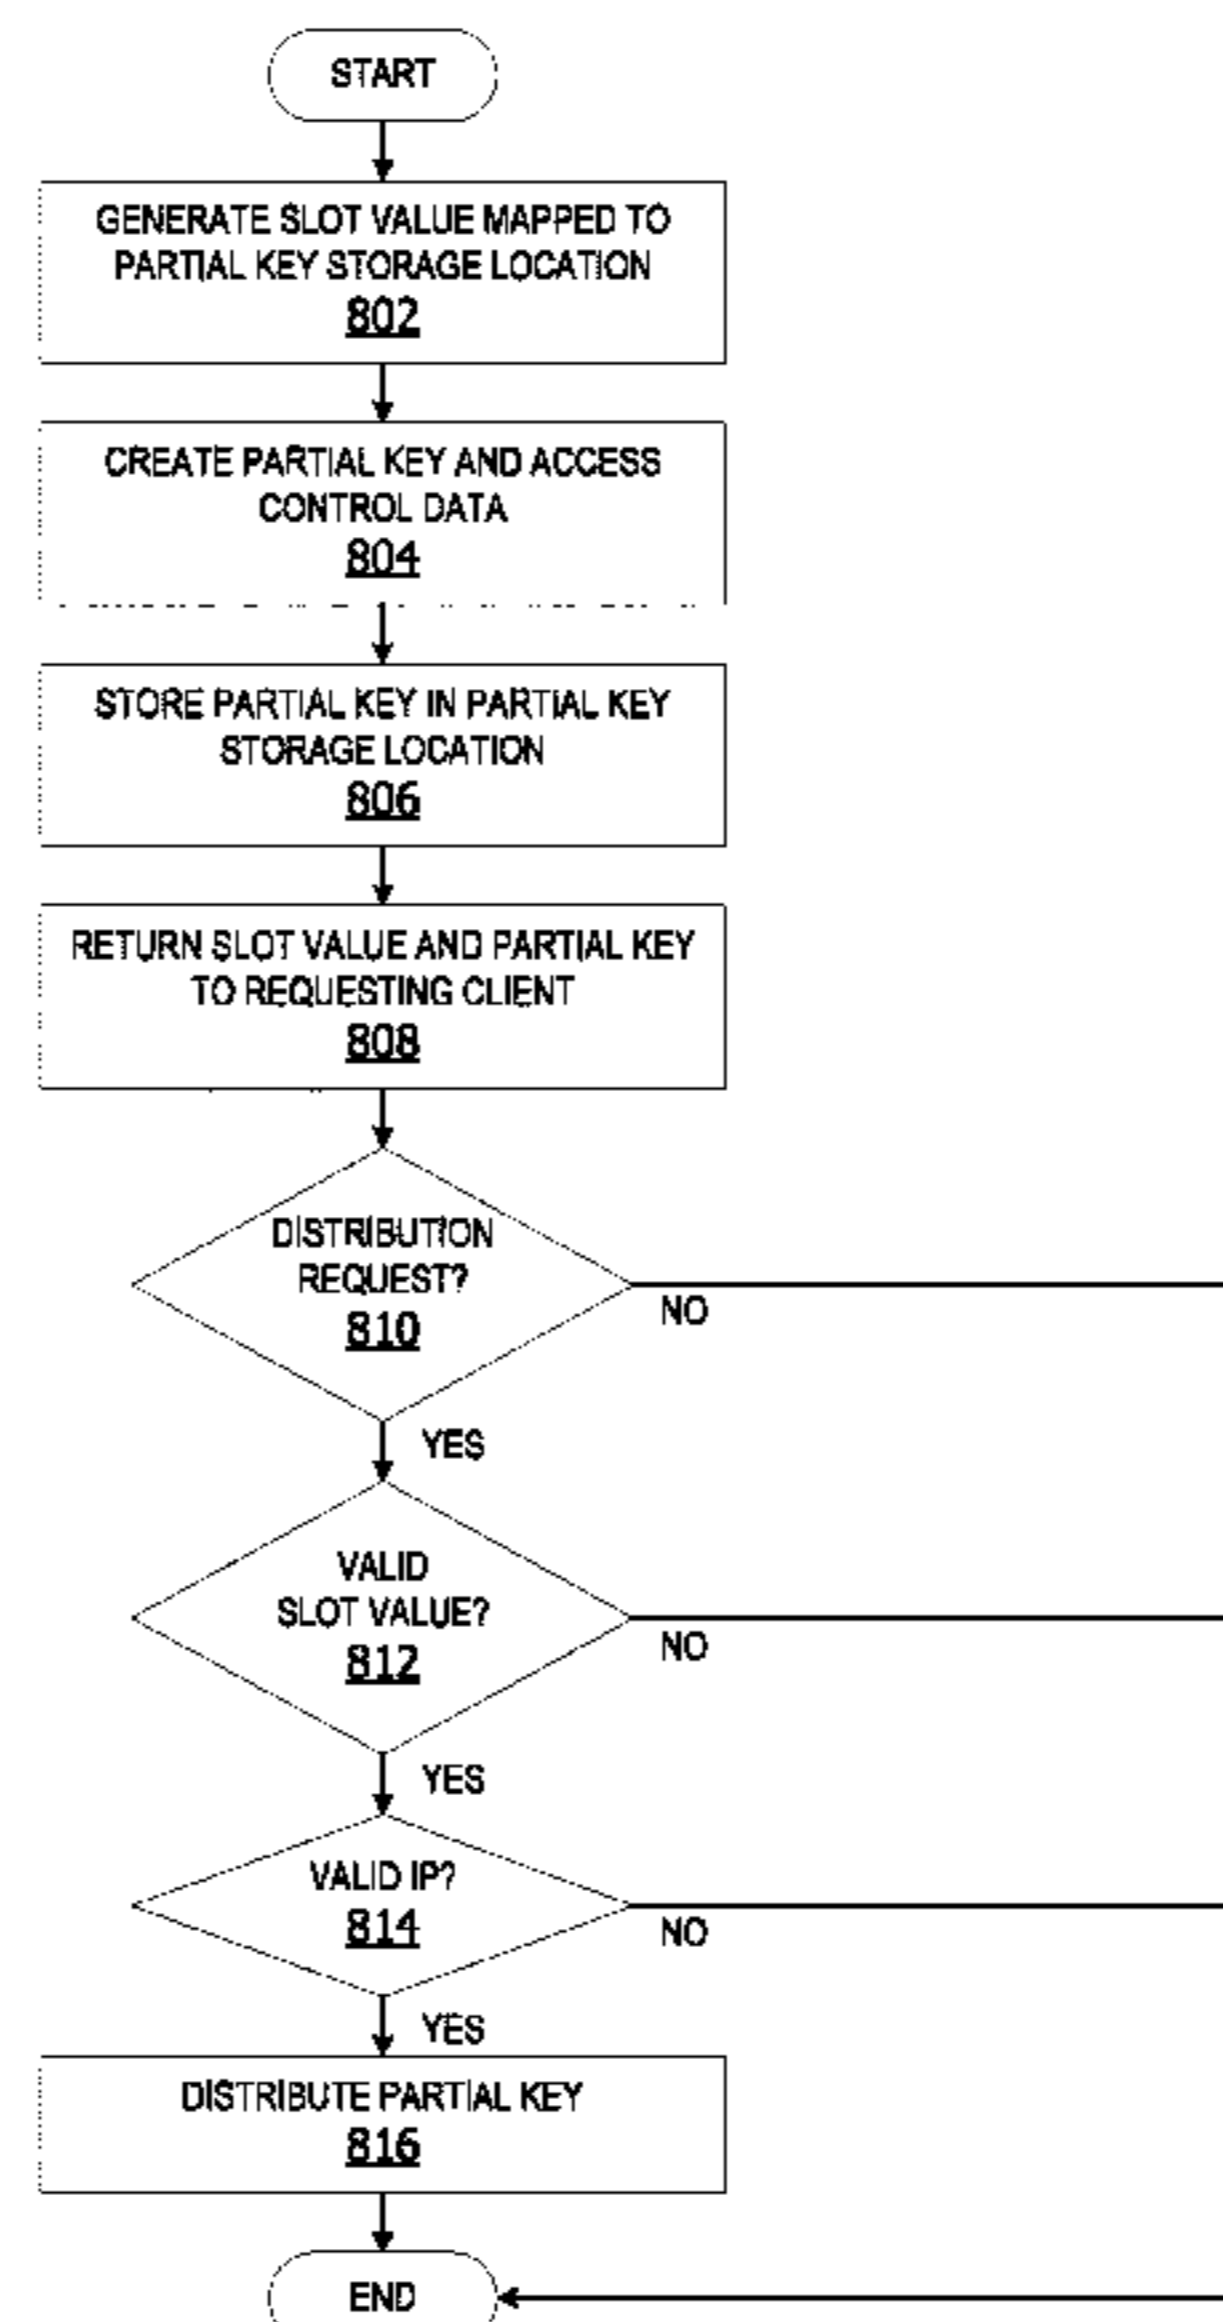 START
GENERATE SLOT VALUE MAPPED TO
PARTIAL KEY STORAGE LOCATION
802
CREATE PARTIAL KEY AND ACCESS
CONTROL DATA
804
STORE PARTIAL KEY IN PARTIAL KEY
STORAGE LOCATION
806
RETURN SLOT VALUE AND PARTIAL KEY
TO REQUESTING CLIENT
808
DISTRIBUTION
REQUEST?
810
NO
YES
VALID
SLOT VALUE?
812
NO
YES
VALID IP?
814
NO
YES
DISTRIBUTE PARTIAL KEY
816
END